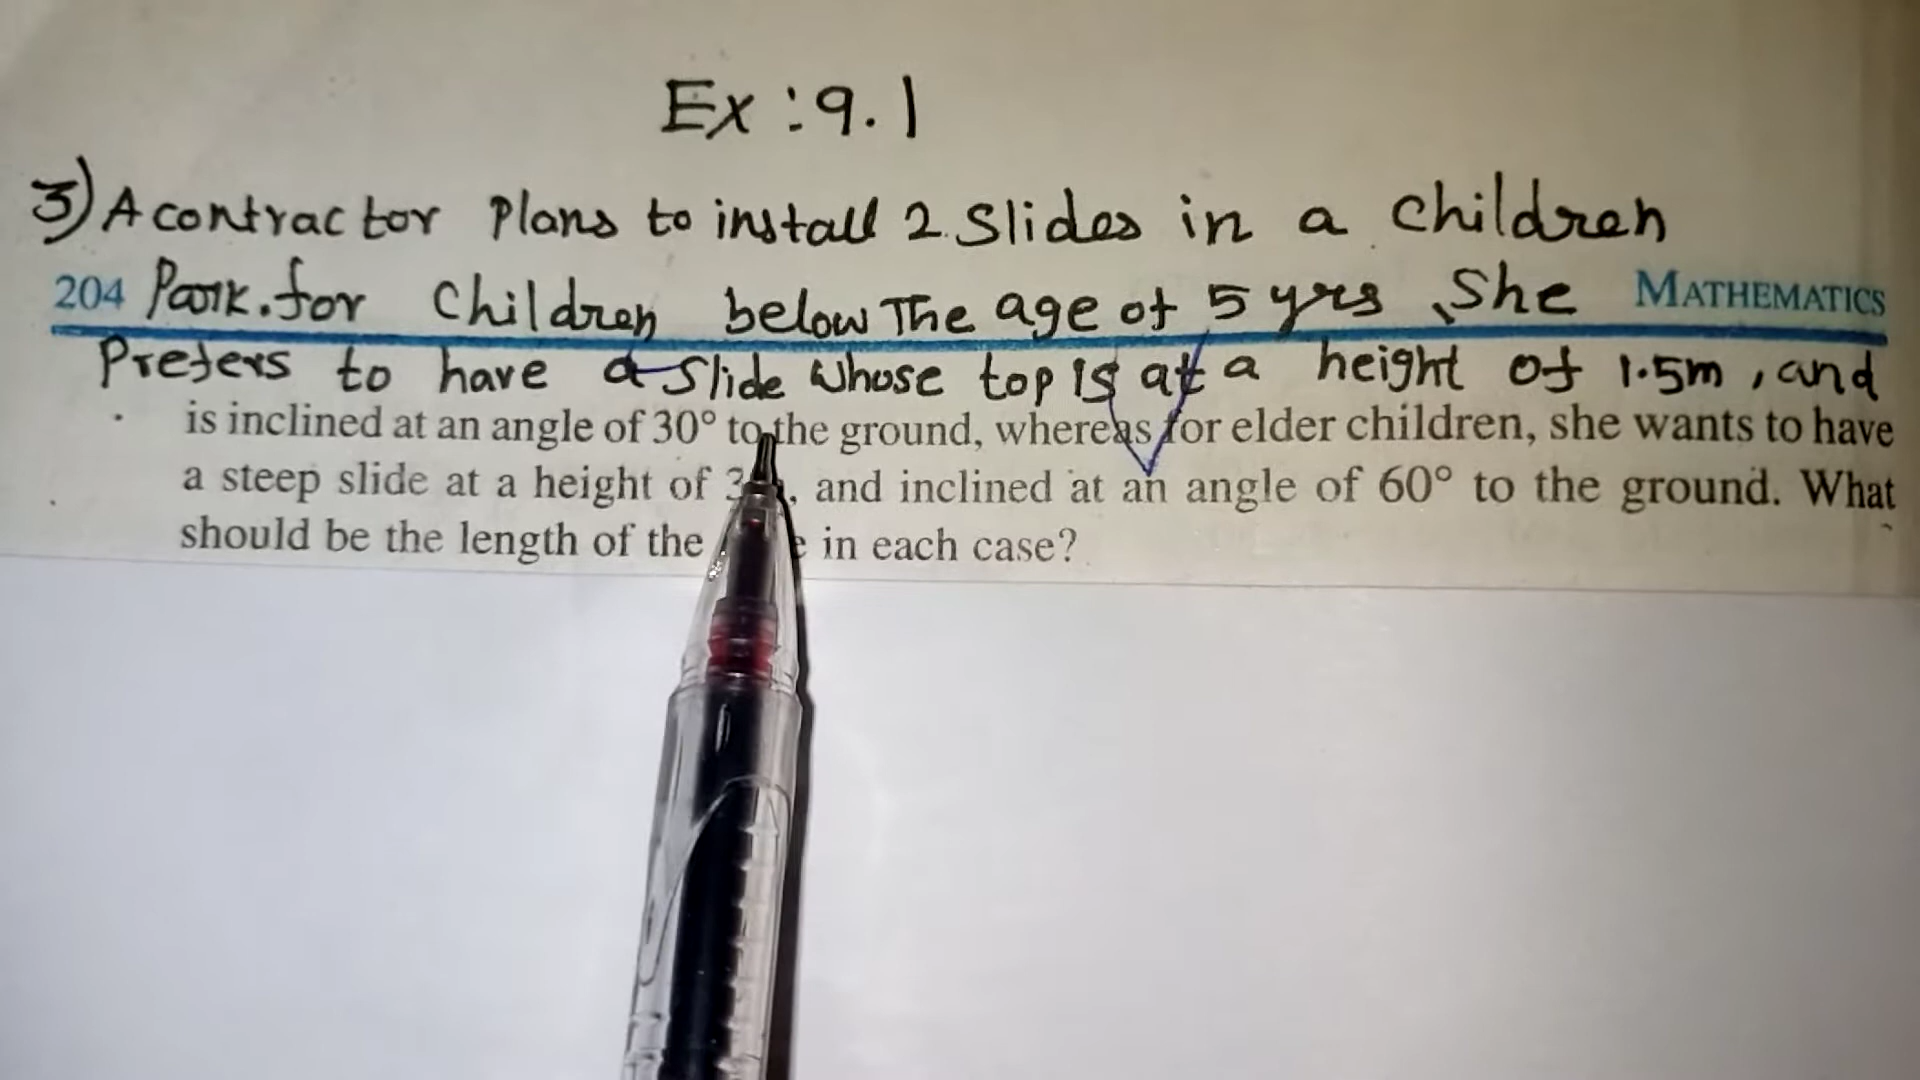 Ex : 9.1
3) A contractor Plans to install 2 Slides in a children
204 Park. for Children below The age of 5 yrs, She MATHEMATICS
Prefers to have a Slide whose top is at a height of 1.5m, and
is inclined at an angle of 30° to the ground, whereas for elder children, she wants to have
a steep slide at a height of and inclined at an angle of 60° to the ground. What
should be the length of the in each case?